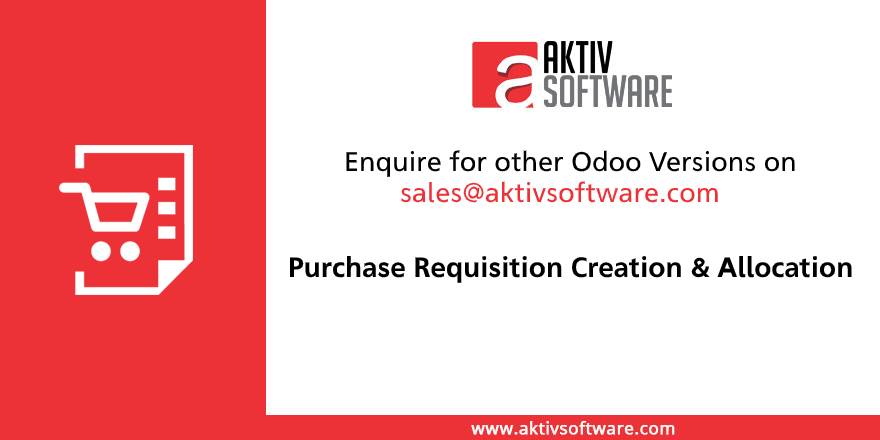 AKTIV
SOFTWARE
Enquire for other Odoo Versions on
sales@aktivsoftware.com
Purchase Requisition Creation & Allocation
www.aktivsoftware.com